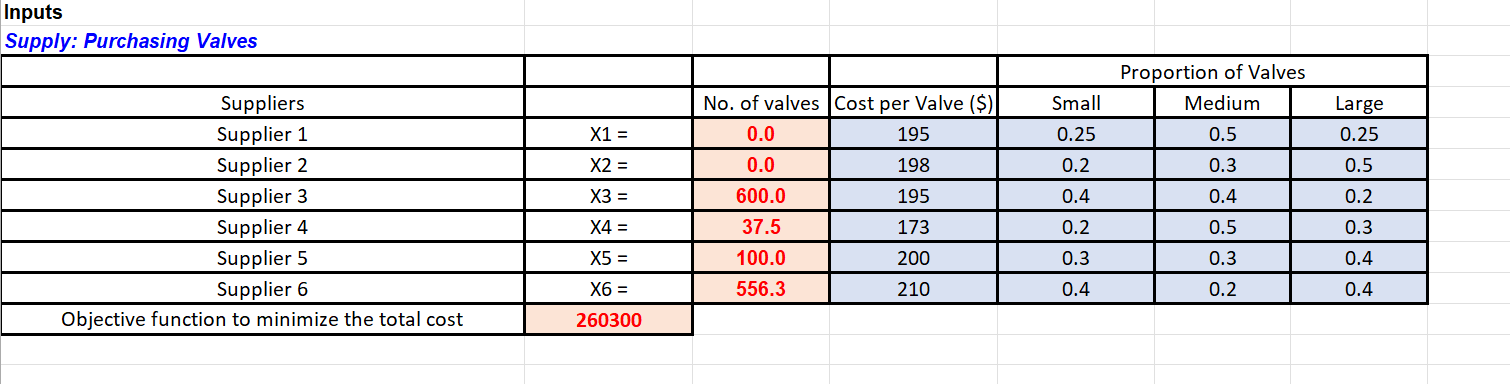 Inputs
Supply: Purchasing Valves
Proportion of Valves
Suppliers No. of valves Cost per Valve ($) Small Medium Large
Supplier 1 X1 = 0.0 195 0.25 0.5 0.25
Supplier 2 X2 = 0.0 198 0.2 0.3 0.5
Supplier 3 X3 = 600.0 195 0.4 0.4 0.2
Supplier 4 X4 = 37.5 173 0.2 0.5 0.3
Supplier 5 X5 = 100.0 200 0.3 0.3 0.4
Supplier 6 X6 = 556.3 210 0.4 0.2 0.4
Objective function to minimize the total cost 260300